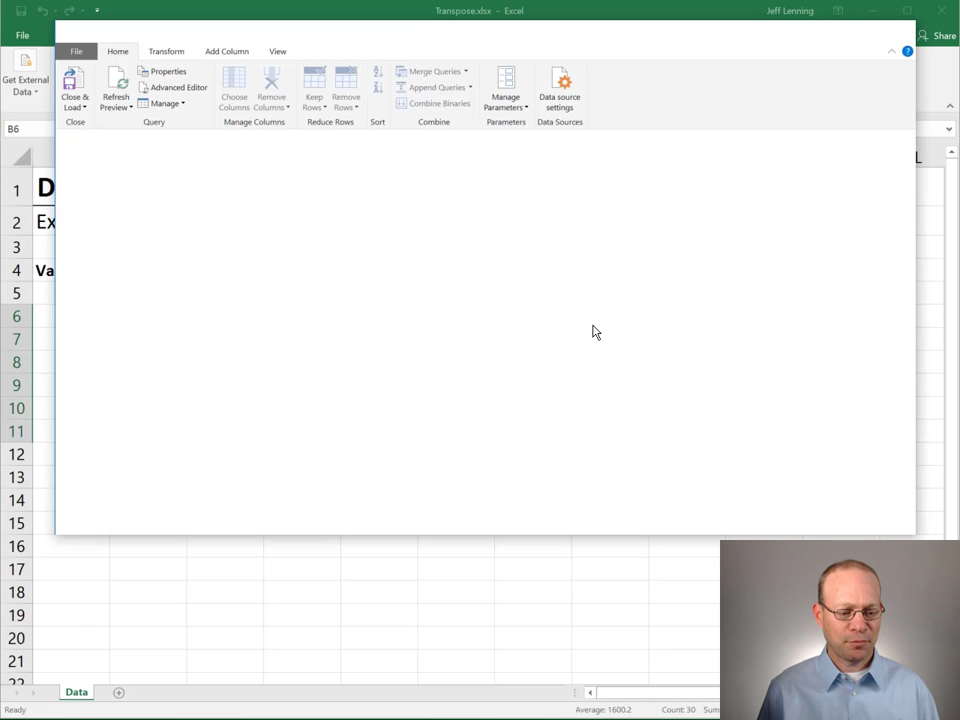 Transpose.xlsx - Excel
Jeff Lenning
File
Share
Get External
Data
B6
File Home Transform Add Column View
Close &
Load
Refresh
Preview
Properties
Advanced Editor
Manage
Choose
Columns
Remove
Columns
Keep
Rows
Remove
Rows
Merge Queries
Append Queries
Combine Binaries
Manage
Parameters
Data source
settings
Close Query Manage Columns Reduce Rows Sort Combine Parameters Data Sources
L
1 D
2 Ex
3
4 Va
5
6
7
8
9
10
11
12
13
14
15
16
17
18
19
20
21
22
Data
Ready
Average: 1600.2 Count: 30 Sum